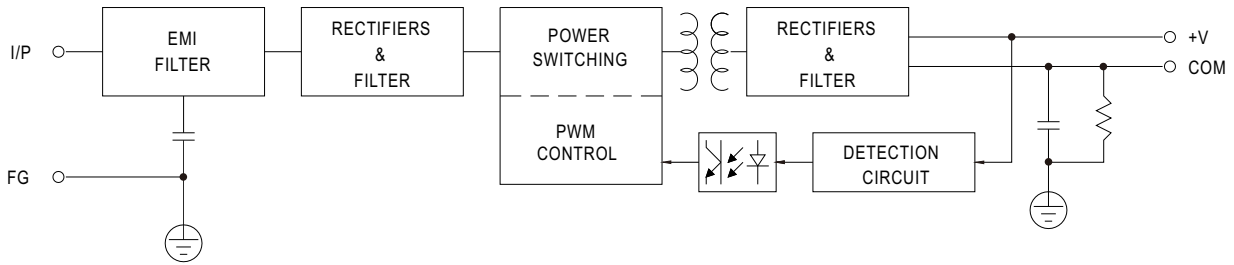 I/P
EMI
FILTER
RECTIFIERS
&
FILTER
POWER
SWITCHING
PWM
CONTROL
RECTIFIERS
&
FILTER
+V
COM
DETECTION
CIRCUIT
FG